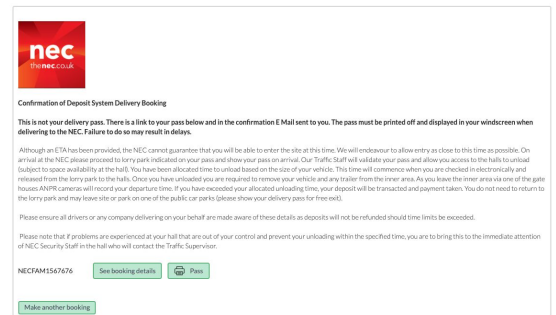 nec
thenec.co.uk
Confirmation of Deposit System Delivery Booking
This is not your delivery pass. There is a link to your pass below and in the confirmation E Mail sent to you. The pass must be printed off and displayed in your windscreen when
delivering to the NEC. Failure to do so may result in delays.
Although an ETA has been provided, the NEC cannot guarantee that you will be able to enter the site at this time. We will endeavour to allow entry as close to this time as possible. On
arrival at the NEC please proceed to lorry park indicated on your pass and show your pass on arrival. Our Traffic Staff will validate your pass and allow you access to the halls to unload
(subject to space availability at the hall). You have been allocated time to unload based on the size of your vehicle. This time will commence when you are checked in electronically and
released from the lorry park to the halls. Once you have unloaded you are required to remove your vehicle and any trailer from the inner area. As you leave the inner area via one of the gate
houses ANPR cameras will record your departure time. If you have exceeded your allocated unloading time, your deposit will be transacted and payment taken. You do not need to return to
the lorry park and may leave site or park on one of the public car parks (please show your delivery pass for free exit).
Please ensure all drivers or any company delivering on your behalf are made aware of these details as deposits will not be refunded should time limits be exceeded.
Please note that if problems are experienced at your hall that are out of your control and prevent your unloading within the specified time, you are to bring this to the immediate attention
of NEC Security Staff in the hall who will contact the Traffic Supervisor.
NECFAM1567676 See booking details Pass
Make another booking